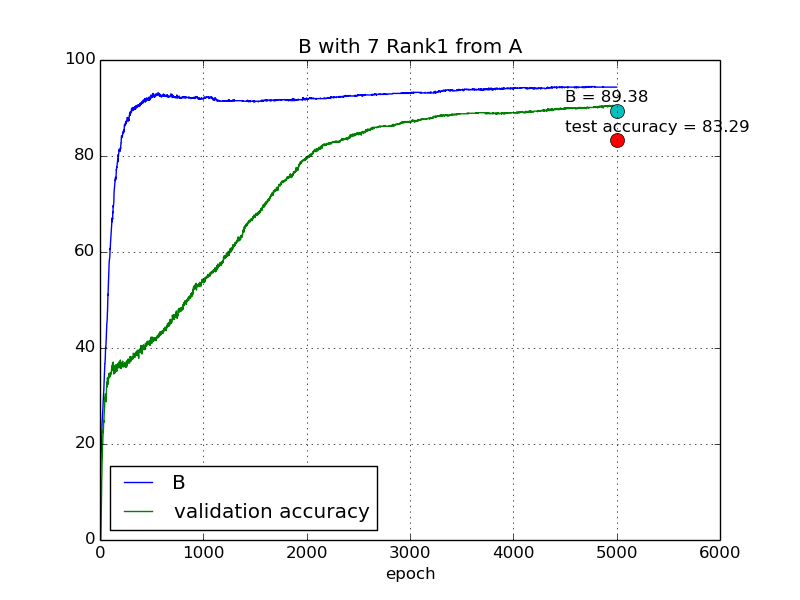 B with 7 Rank1 from A
100
80
60
40
20
0
B = 89.38
test accuracy = 83.29
B
validation accuracy
0 1000 2000 3000 4000 5000 6000
epoch